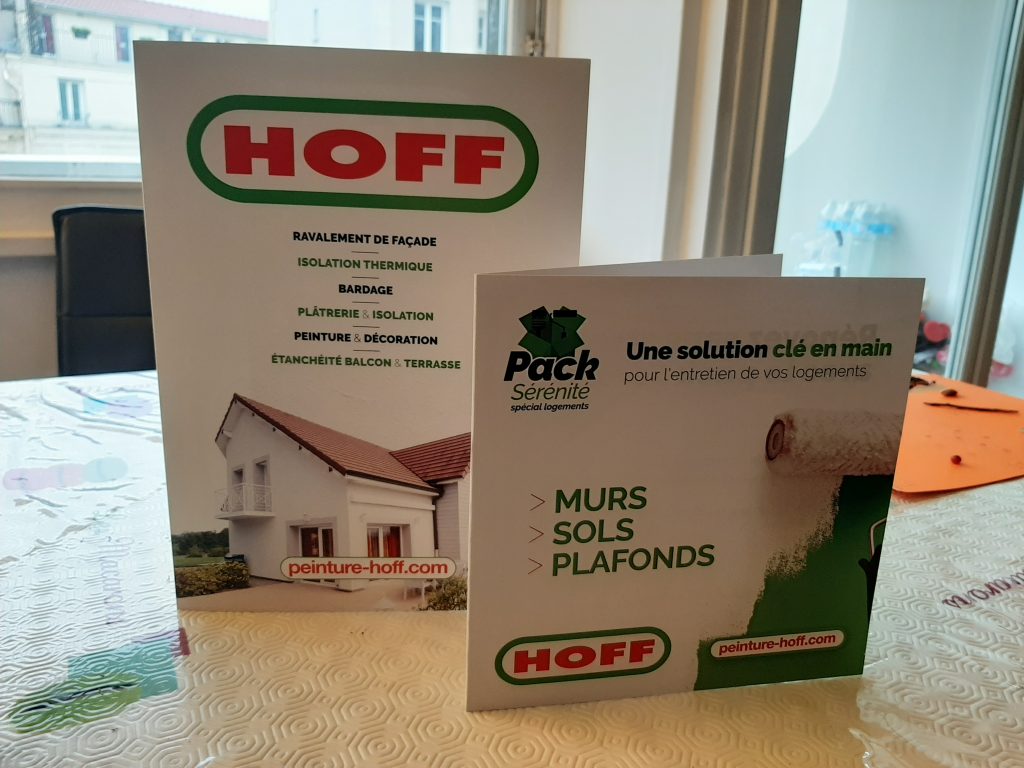 HOFF
RAVALEMENT DE FAÇADE
ISOLATION THERMIQUE
BARDAGE
PLÂTRERIE & ISOLATION
PEINTURE & DÉCORATION
ÉTANCHÉITÉ BALCON & TERRASSE
peinture-hoff.com
Pack
Sérénité
spécial logements
Une solution clé en main
pour l'entretien de vos logements
> MURS
> SOLS
> PLAFONDS
HOFF
peinture-hoff.com